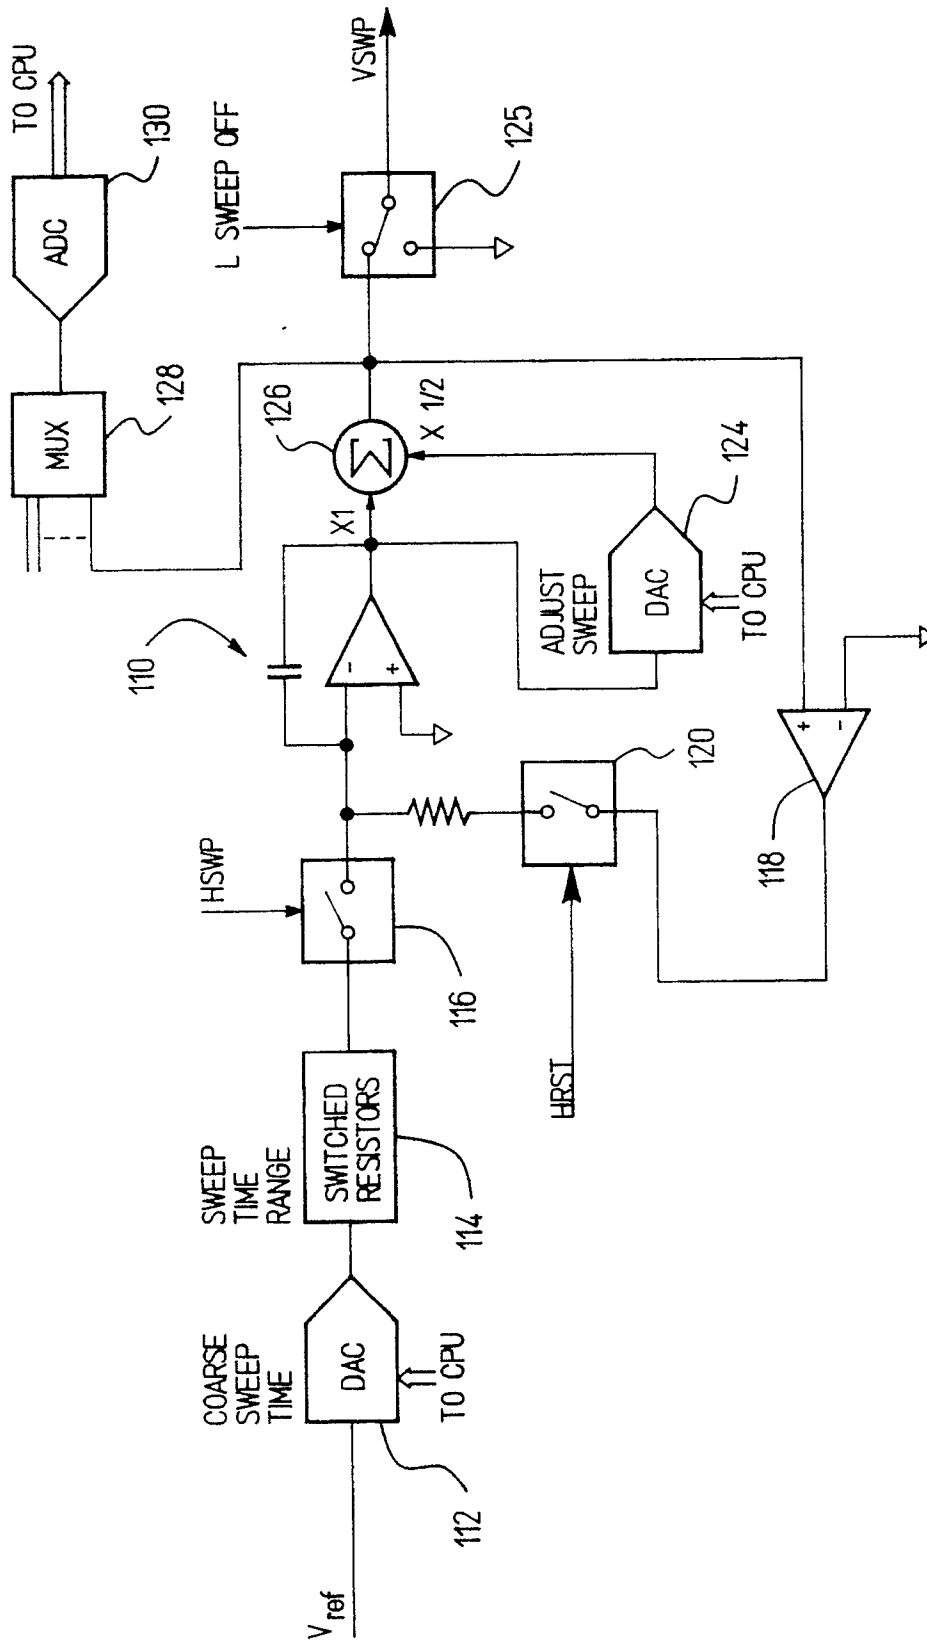 TO CPU
130
ADC
MUX
128
L SWEEP OFF
VSWP
125
126
Σ
X 1/2
X1
110
-
+
ADJUST
SWEEP
DAC
TO CPU
124
HSWP
116
120
HRST
+
-
118
SWEEP
TIME
RANGE
SWITCHED
RESISTORS
114
COARSE
SWEEP
TIME
DAC
TO CPU
112
Vref